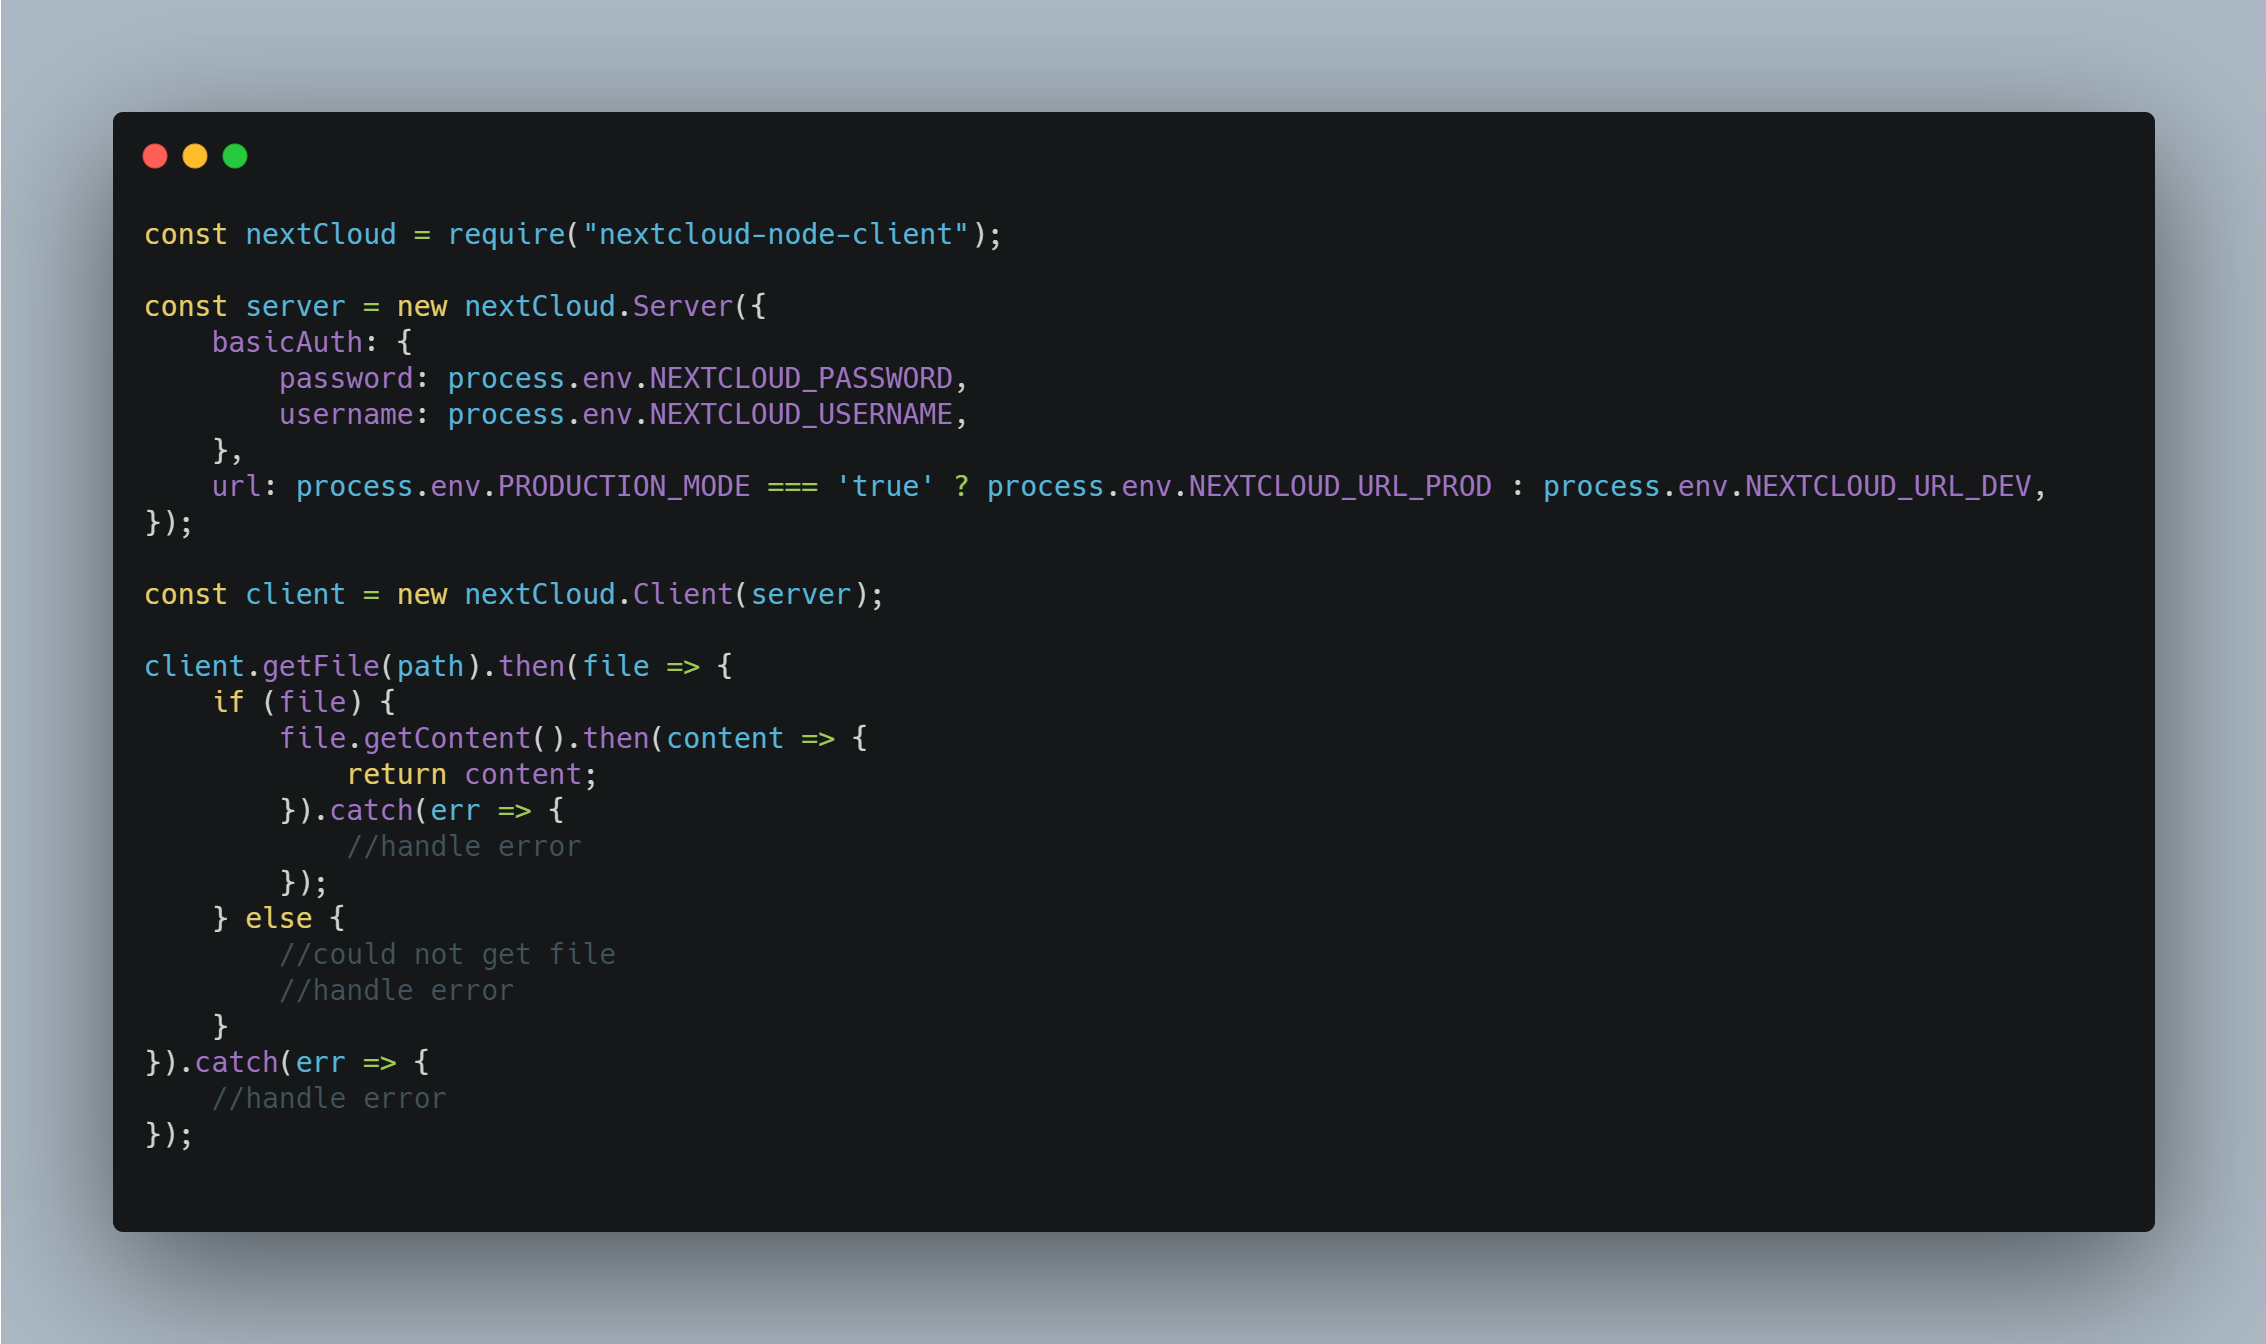 const nextCloud = require("nextcloud-node-client");

const server = new nextCloud.Server({
    basicAuth: {
        password: process.env.NEXTCLOUD_PASSWORD,
        username: process.env.NEXTCLOUD_USERNAME,
    },
    url: process.env.PRODUCTION_MODE === 'true' ? process.env.NEXTCLOUD_URL_PROD : process.env.NEXTCLOUD_URL_DEV,
});

const client = new nextCloud.Client(server);

client.getFile(path).then(file => {
    if (file) {
        file.getContent().then(content => {
            return content;
        }).catch(err => {
            //handle error
        });
    } else {
        //could not get file
        //handle error
    }
}).catch(err => {
    //handle error
});